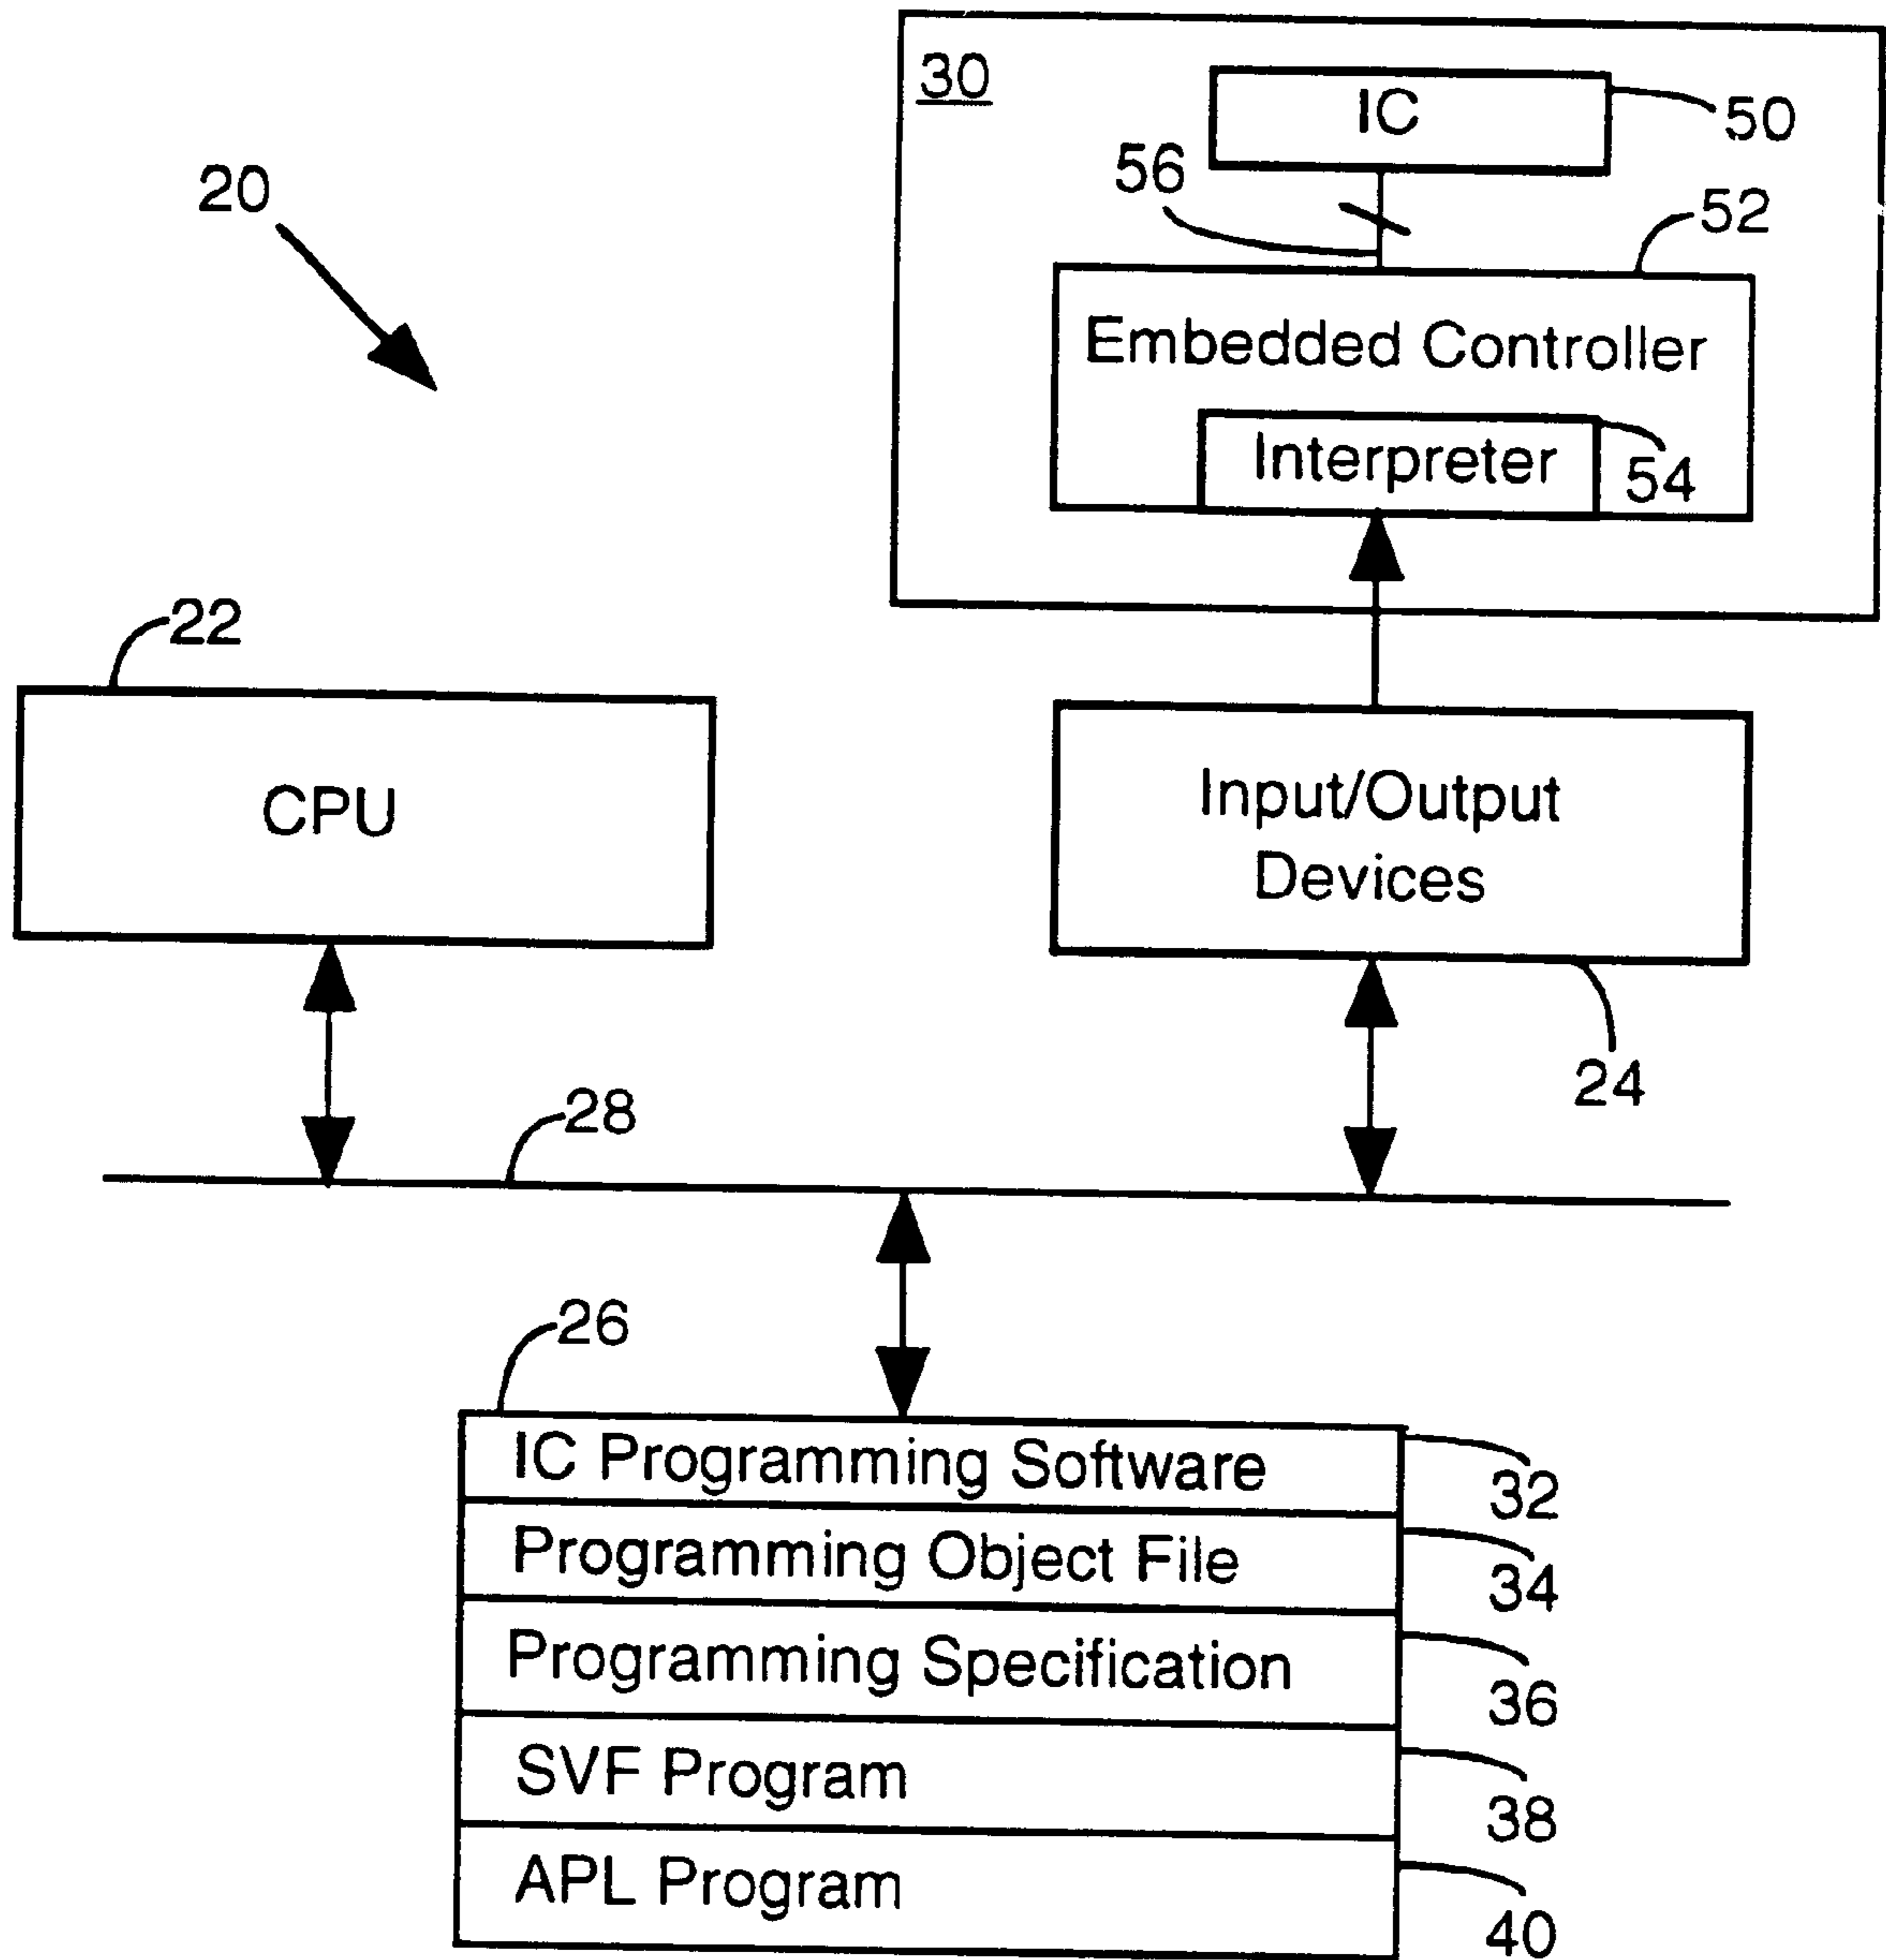 30
IC
50
56
20
52
Embedded Controller
Interpreter
54
22
CPU
Input/Output
Devices
24
28
26
IC Programming Software
32
Programming Object File
34
Programming Specification
36
SVF Program
38
APL Program
40